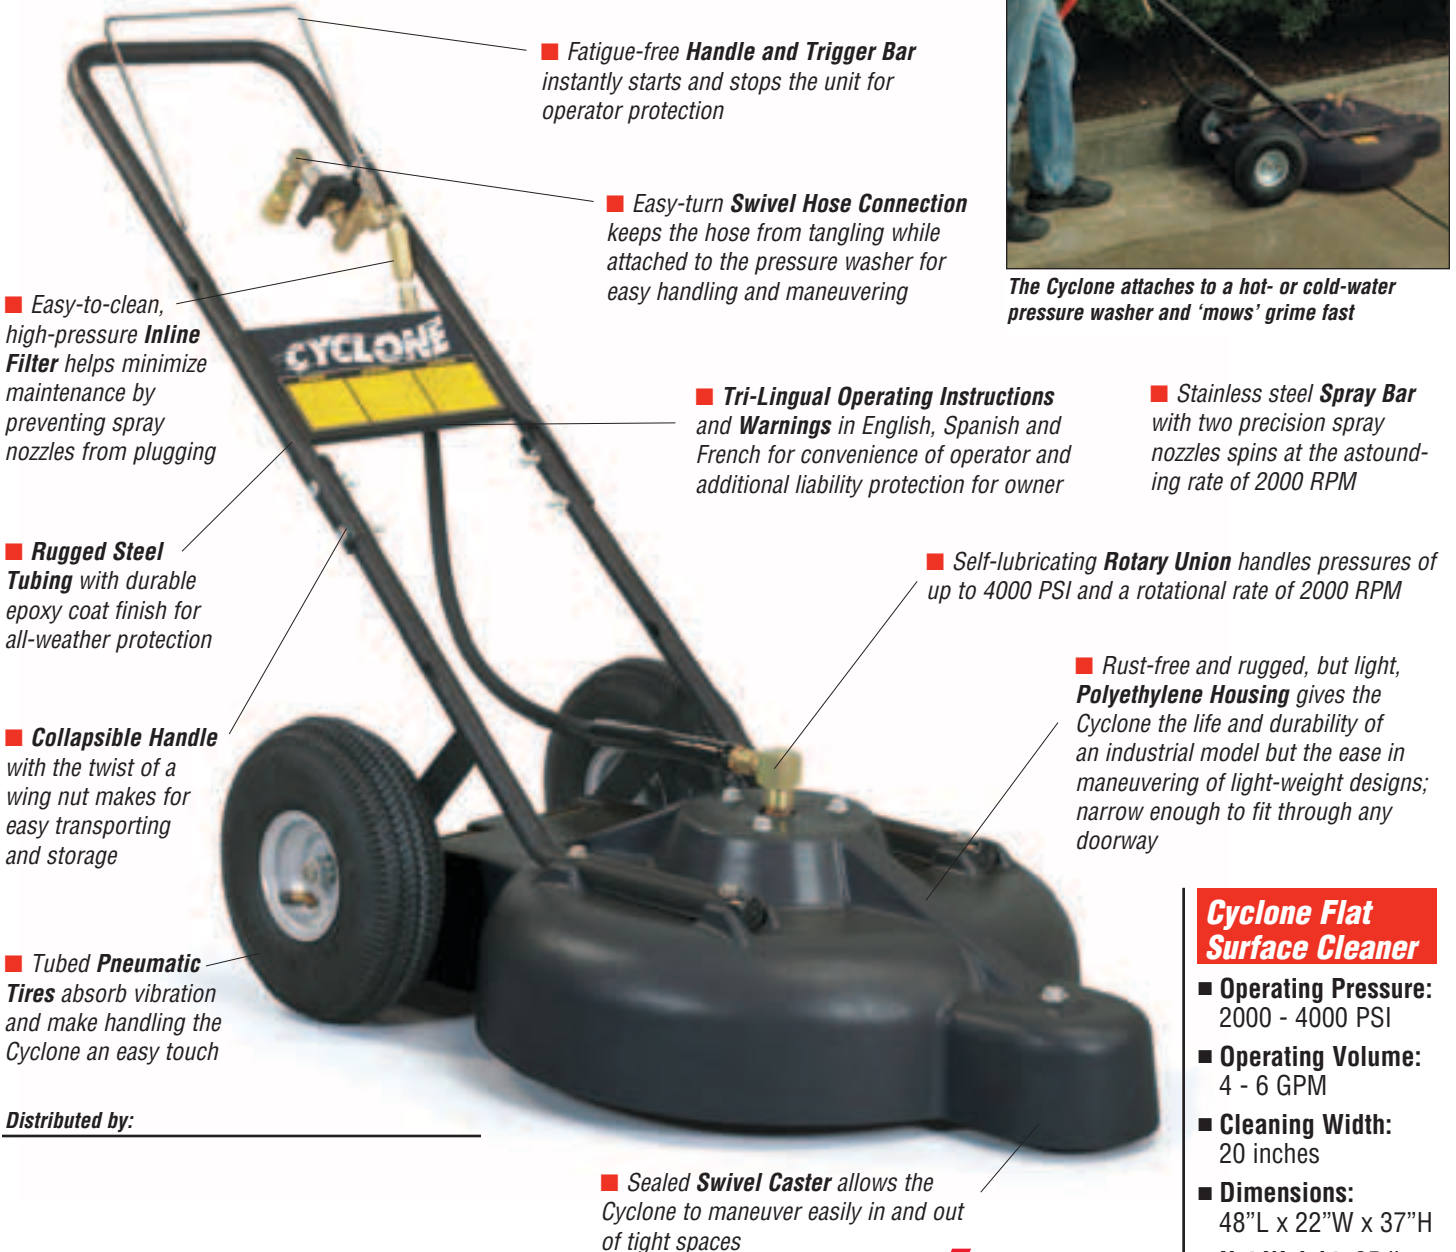 ■ Fatigue-free Handle and Trigger Bar
instantly starts and stops the unit for
operator protection
■ Easy-turn Swivel Hose Connection
keeps the hose from tangling while
attached to the pressure washer for
easy handling and maneuvering
The Cyclone attaches to a hot- or cold-water
pressure washer and ‘mows’ grime fast
■ Easy-to-clean,
high-pressure Inline
Filter helps minimize
maintenance by
preventing spray
nozzles from plugging
CYCLONE
■ Tri-Lingual Operating Instructions
and Warnings in English, Spanish and
French for convenience of operator and
additional liability protection for owner
■ Stainless steel Spray Bar
with two precision spray
nozzles spins at the astound-
ing rate of 2000 RPM
■ Rugged Steel
Tubing with durable
epoxy coat finish for
all-weather protection
■ Self-lubricating Rotary Union handles pressures of
up to 4000 PSI and a rotational rate of 2000 RPM
■ Rust-free and rugged, but light,
Polyethylene Housing gives the
Cyclone the life and durability of
an industrial model but the ease in
maneuvering of light-weight designs;
narrow enough to fit through any
doorway
■ Collapsible Handle
with the twist of a
wing nut makes for
easy transporting
and storage
■ Tubed Pneumatic
Tires absorb vibration
and make handling the
Cyclone an easy touch
Distributed by:
■ Sealed Swivel Caster allows the
Cyclone to maneuver easily in and out
of tight spaces
Cyclone Flat
Surface Cleaner
■ Operating Pressure:
2000 - 4000 PSI
■ Operating Volume:
4 - 6 GPM
■ Cleaning Width:
20 inches
■ Dimensions:
48”L x 22”W x 37”H